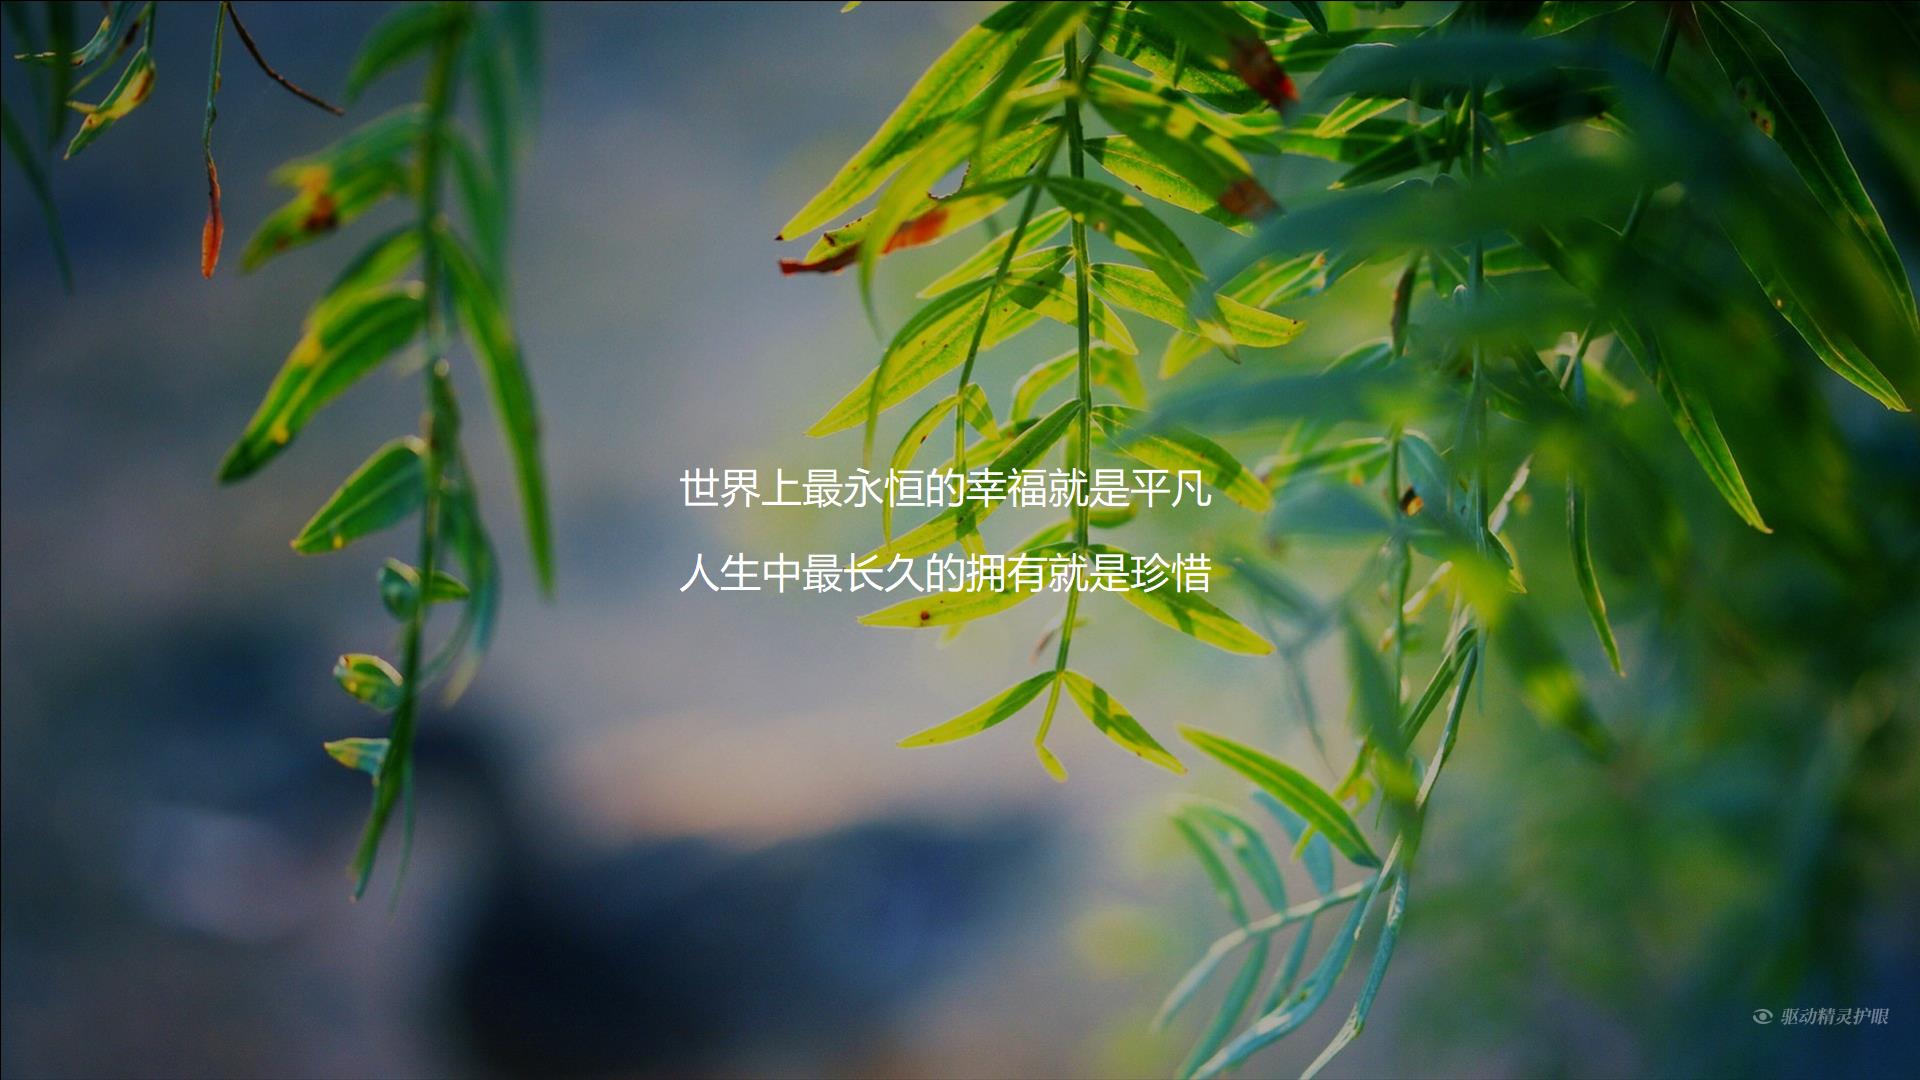 世界上最永恒的幸福就是平凡
人生中最长久的拥有就是珍惜
驱动精灵护眼